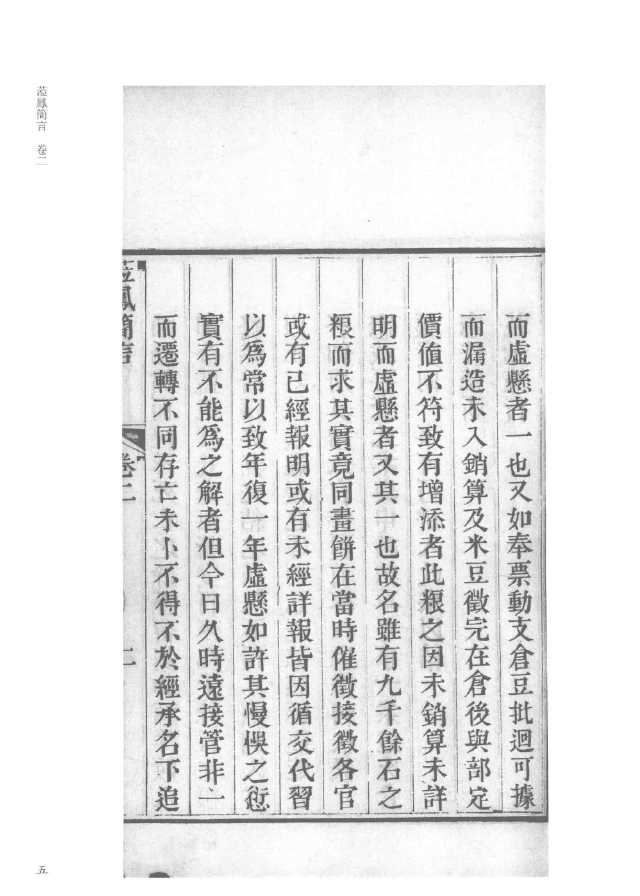 而虛懸者一也又如奉票動支倉豆批迴可據
而漏造未入銷算及米豆徵完在倉後與部定
價值不符致有增添者此粮之因未銷算未詳
明而虛懸者又其一也故名雖有九千餘石之
粮而求其實竟同畫餅在當時催徵接徵各官
或有已經報明或有未經詳報皆因循交代習
以爲常以致年復一年虛懸如許其慢悞之愆
實有不能爲之解者但今日久時遠接管非一
而遷轉不同存亡未卜不得不於經承名下追
鳳簡言
卷二
二
鳳簡言 卷二
五